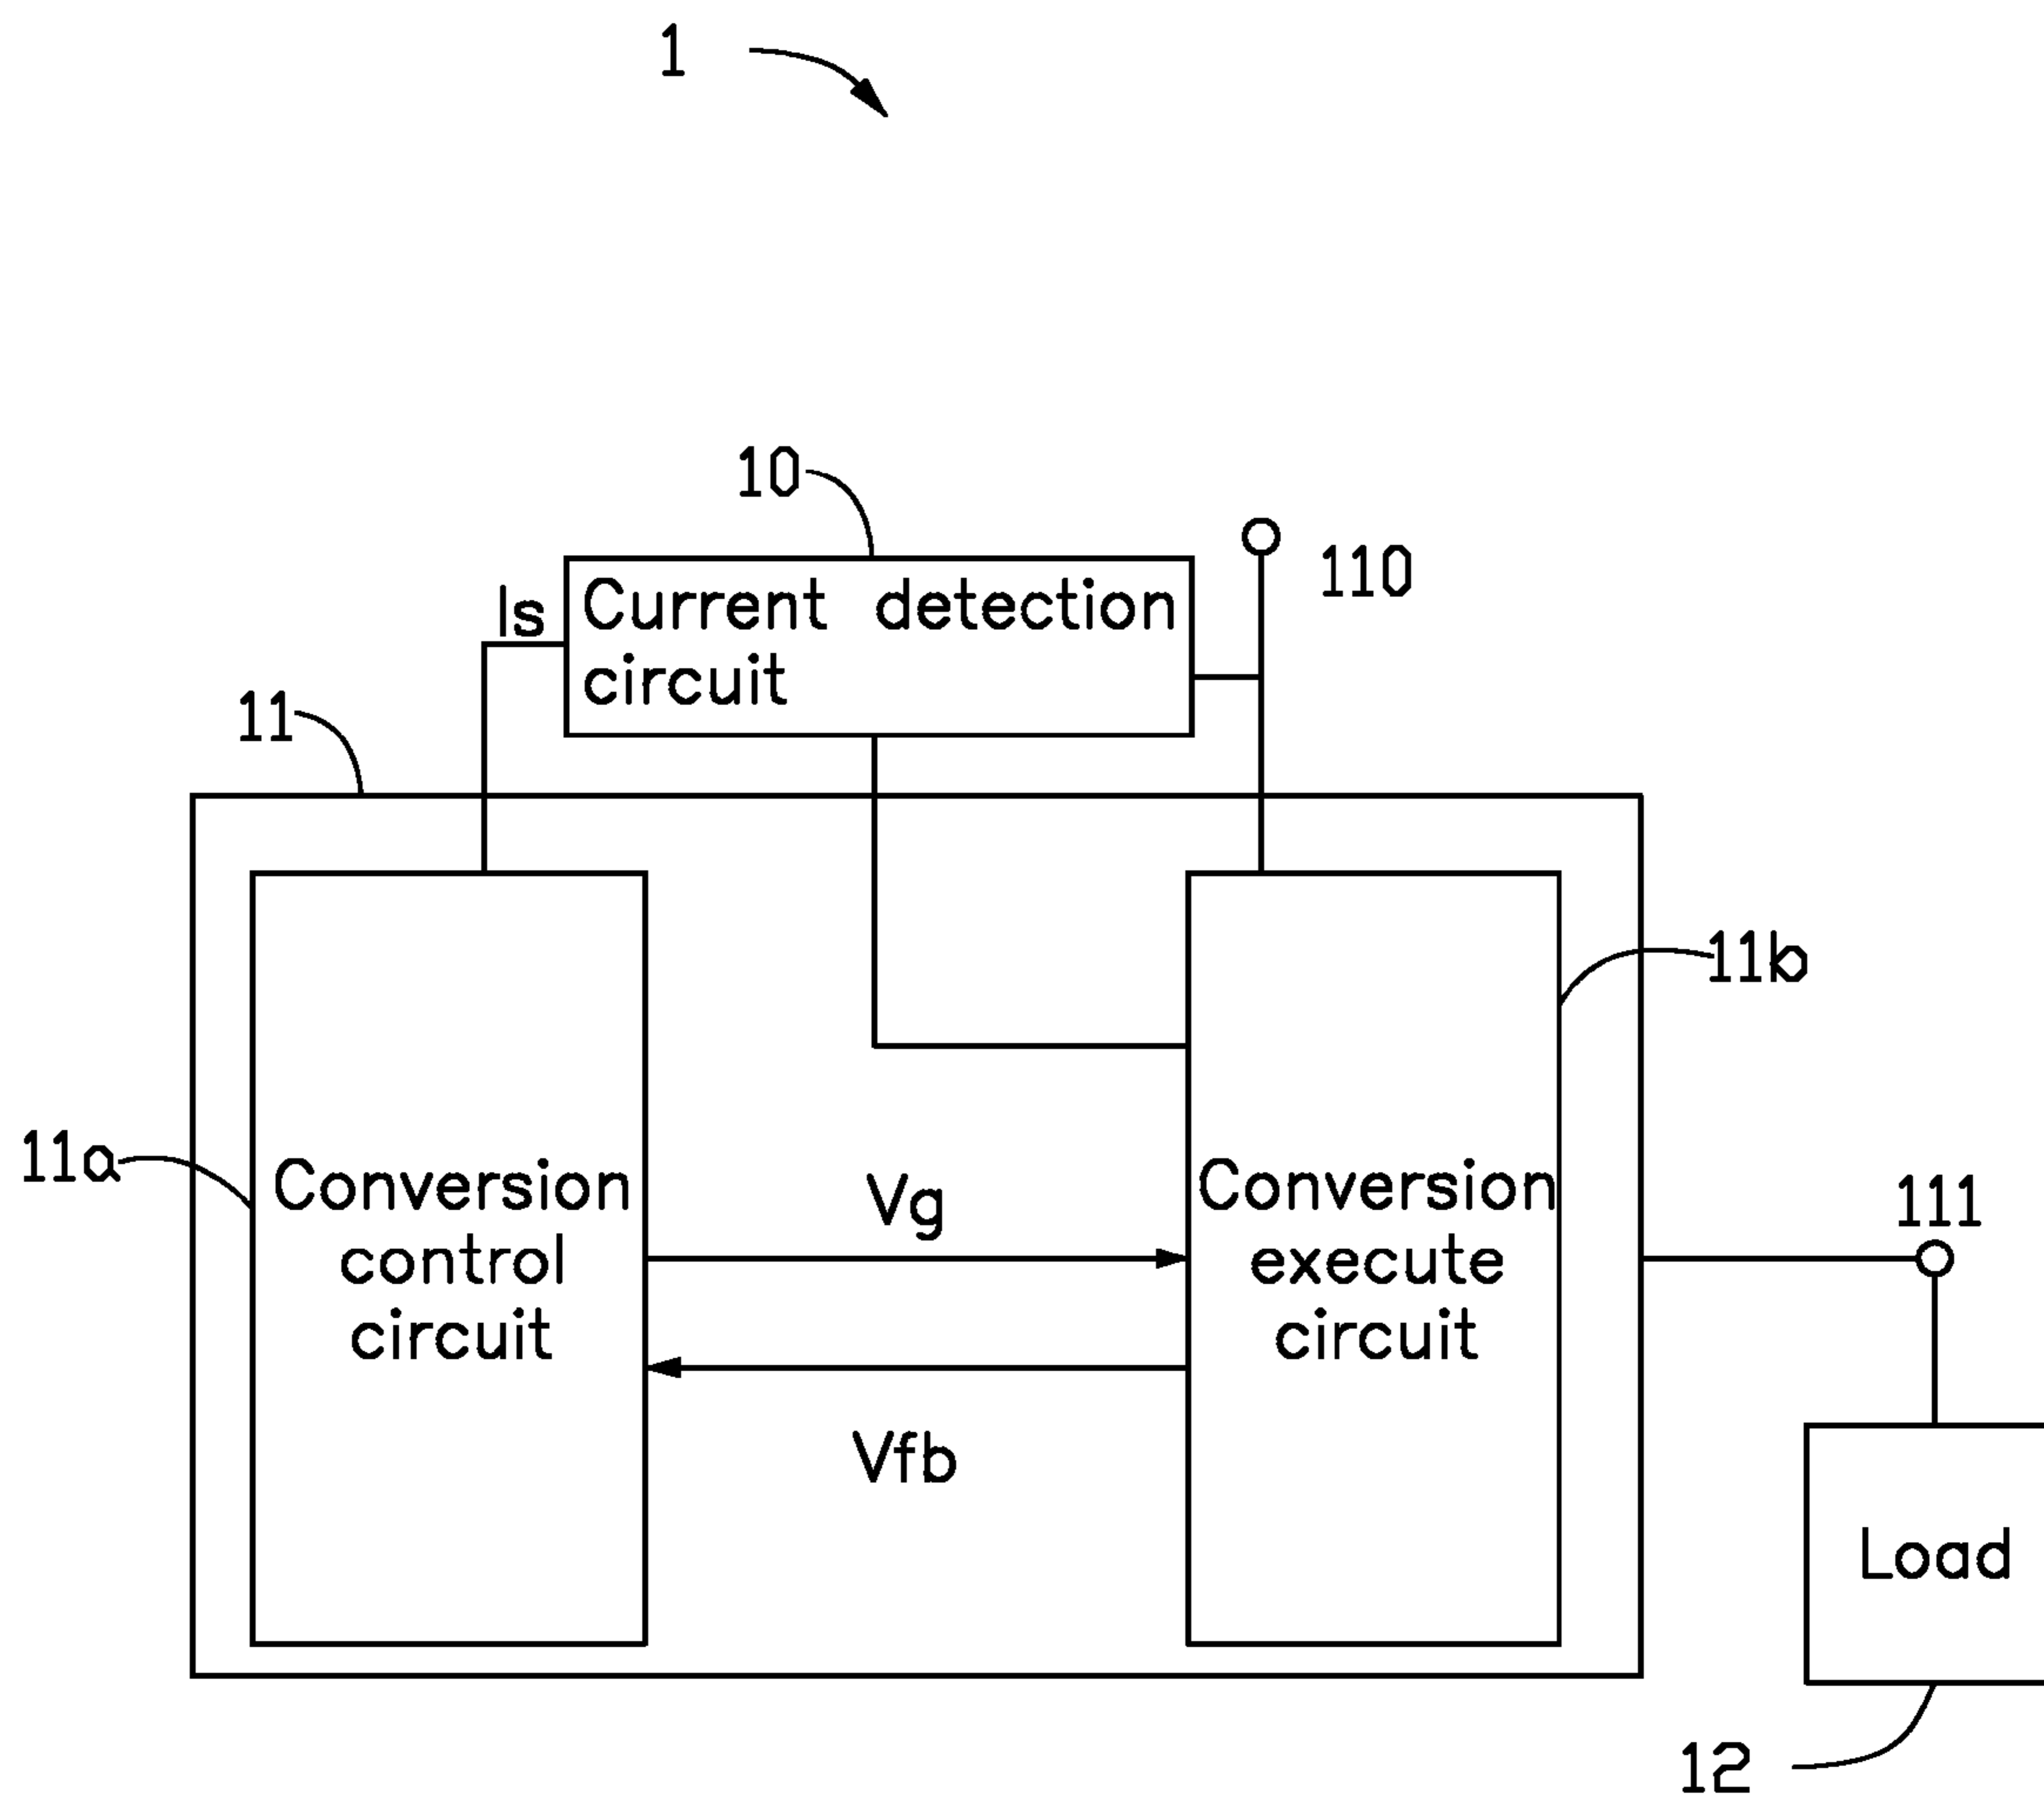 1
10
110
Is
Current detection
circuit
11
11b
11a
Conversion
control
circuit
Vg
Vfb
Conversion
execute
circuit
111
Load
12